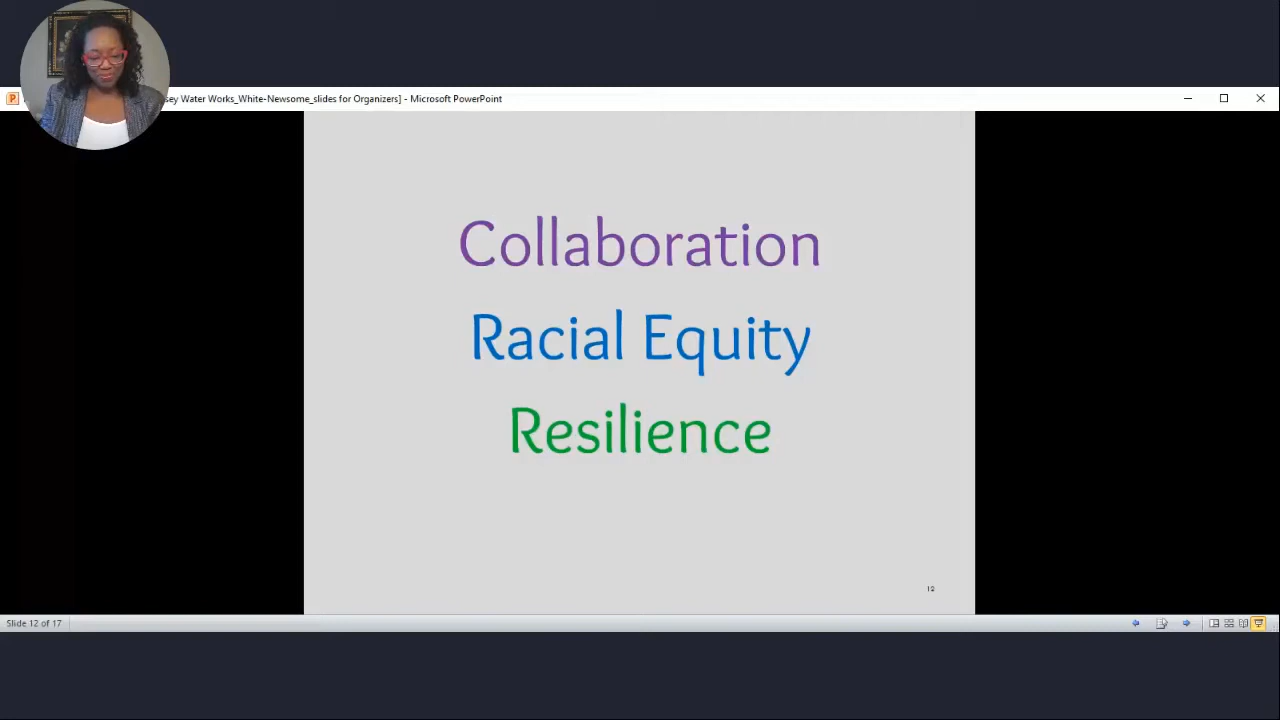 sey Water Works_White-Newsome_slides for Organizers] - Microsoft PowerPoint
Collaboration
Racial Equity
Resilience
12
Slide 12 of 17